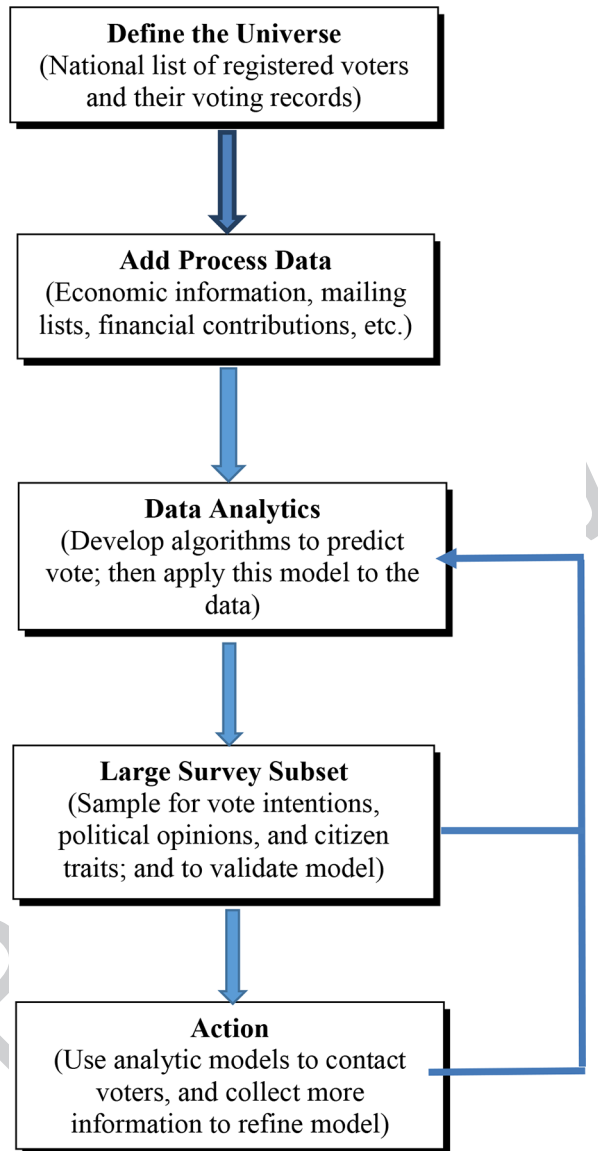 Define the Universe
(National list of registered voters
and their voting records)
Add Process Data
(Economic information, mailing
lists, financial contributions, etc.)
Data Analytics
(Develop algorithms to predict
vote; then apply this model to the
data)
Large Survey Subset
(Sample for vote intentions,
political opinions, and citizen
traits; and to validate model)
Action
(Use analytic models to contact
voters, and collect more
information to refine model)